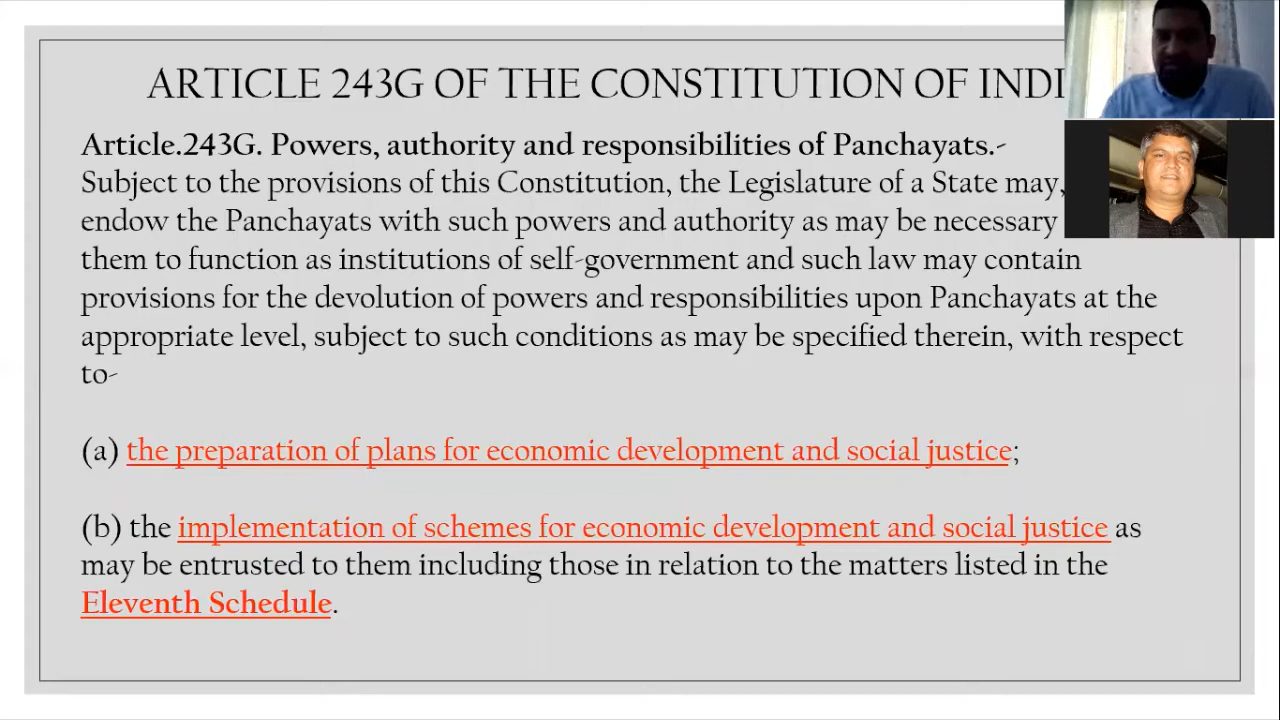 ARTICLE 243G OF THE CONSTITUTION OF INDI
Article.243G. Powers, authority and responsibilities of Panchayats.-
Subject to the provisions of this Constitution, the Legislature of a State may,
endow the Panchayats with such powers and authority as may be necessary
them to function as institutions of self-government and such law may contain
provisions for the devolution of powers and responsibilities upon Panchayats at the
appropriate level, subject to such conditions as may be specified therein, with respect
to-
(a) the preparation of plans for economic development and social justice;
(b) the implementation of schemes for economic development and social justice as
may be entrusted to them including those in relation to the matters listed in the
Eleventh Schedule.